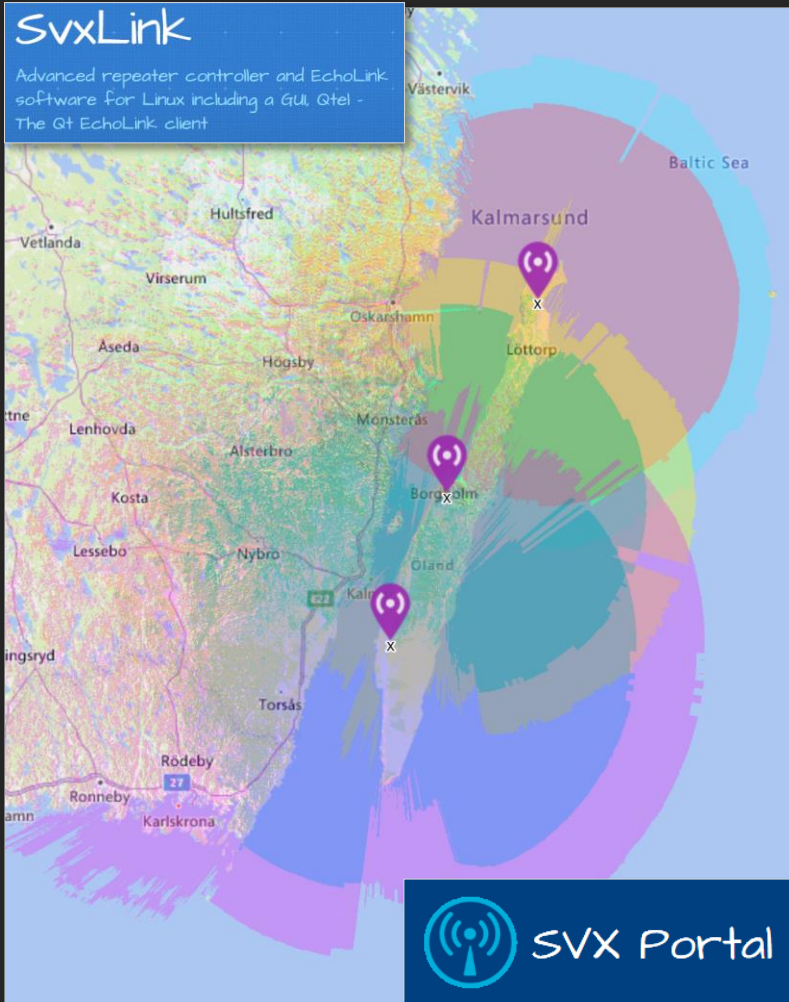 SvxLink
Advanced repeater controller and EchoLink
software for Linux including a GUI, Qtel -
The Qt EchoLink client
Västervik
Baltic Sea
Hultsfred
Kalmarsund
Vetlanda
Virserum
X
Oskarshamn
Åseda
Löttorp
Högsby
Mönsterås
Lenhovda
Alsterbro
X
Kosta
Lessebo
Nybro
Öland
E22
X
ingsryd
Torsås
Rödeby
27
Ronneby
Karlskrona
SVX Portal